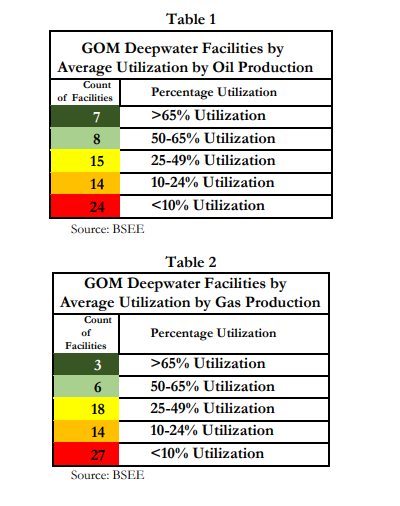 Table 1
GOM Deepwater Facilities by
Average Utilization by Oil Production
Count
of Facilities
Percentage Utilization
7 >65% Utilization
8 50-65% Utilization
15 25-49% Utilization
14 10-24% Utilization
24 <10% Utilization
Source: BSEE
Table 2
GOM Deepwater Facilities by
Average Utilization by Gas Production
Count
of
Facilities
Percentage Utilization
3 >65% Utilization
6 50-65% Utilization
18 25-49% Utilization
14 10-24% Utilization
27 <10% Utilization
Source: BSEE